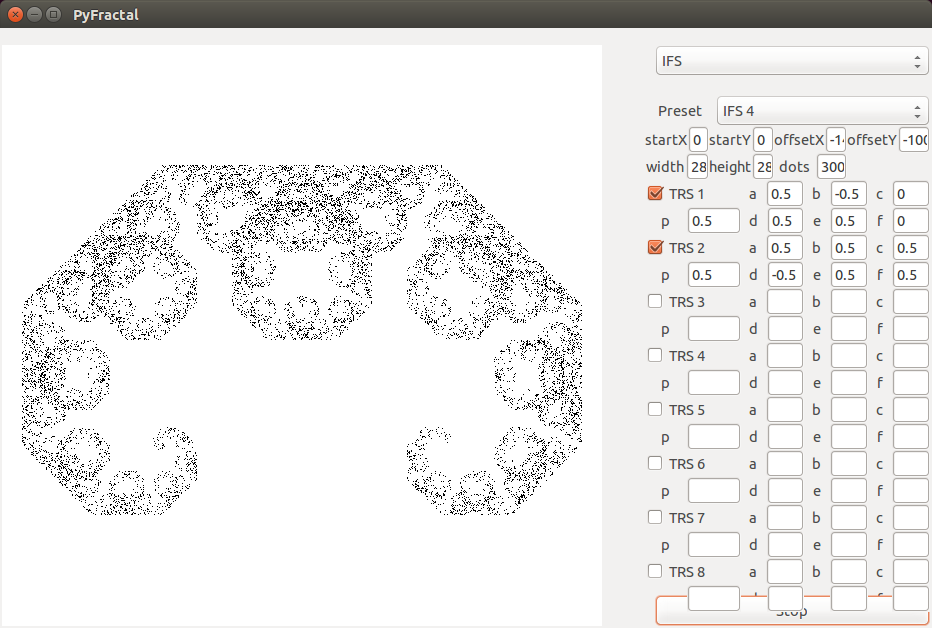 PyFractal
IFS
Preset IFS 4
startX 0 startY 0 offsetX offsetY
width 28 height 28 dots 300
TRS 1 a 0.5 b -0.5 c 0
p 0.5 d 0.5 e 0.5 f 0
TRS 2 a 0.5 b 0.5 c 0.5
p 0.5 d -0.5 e 0.5 f 0.5
TRS 3 a b c
p d e f
TRS 4 a b c
p d e f
TRS 5 a b c
p d e f
TRS 6 a b c
p d e f
TRS 7 a b c
p d e f
TRS 8 a b c
Stop